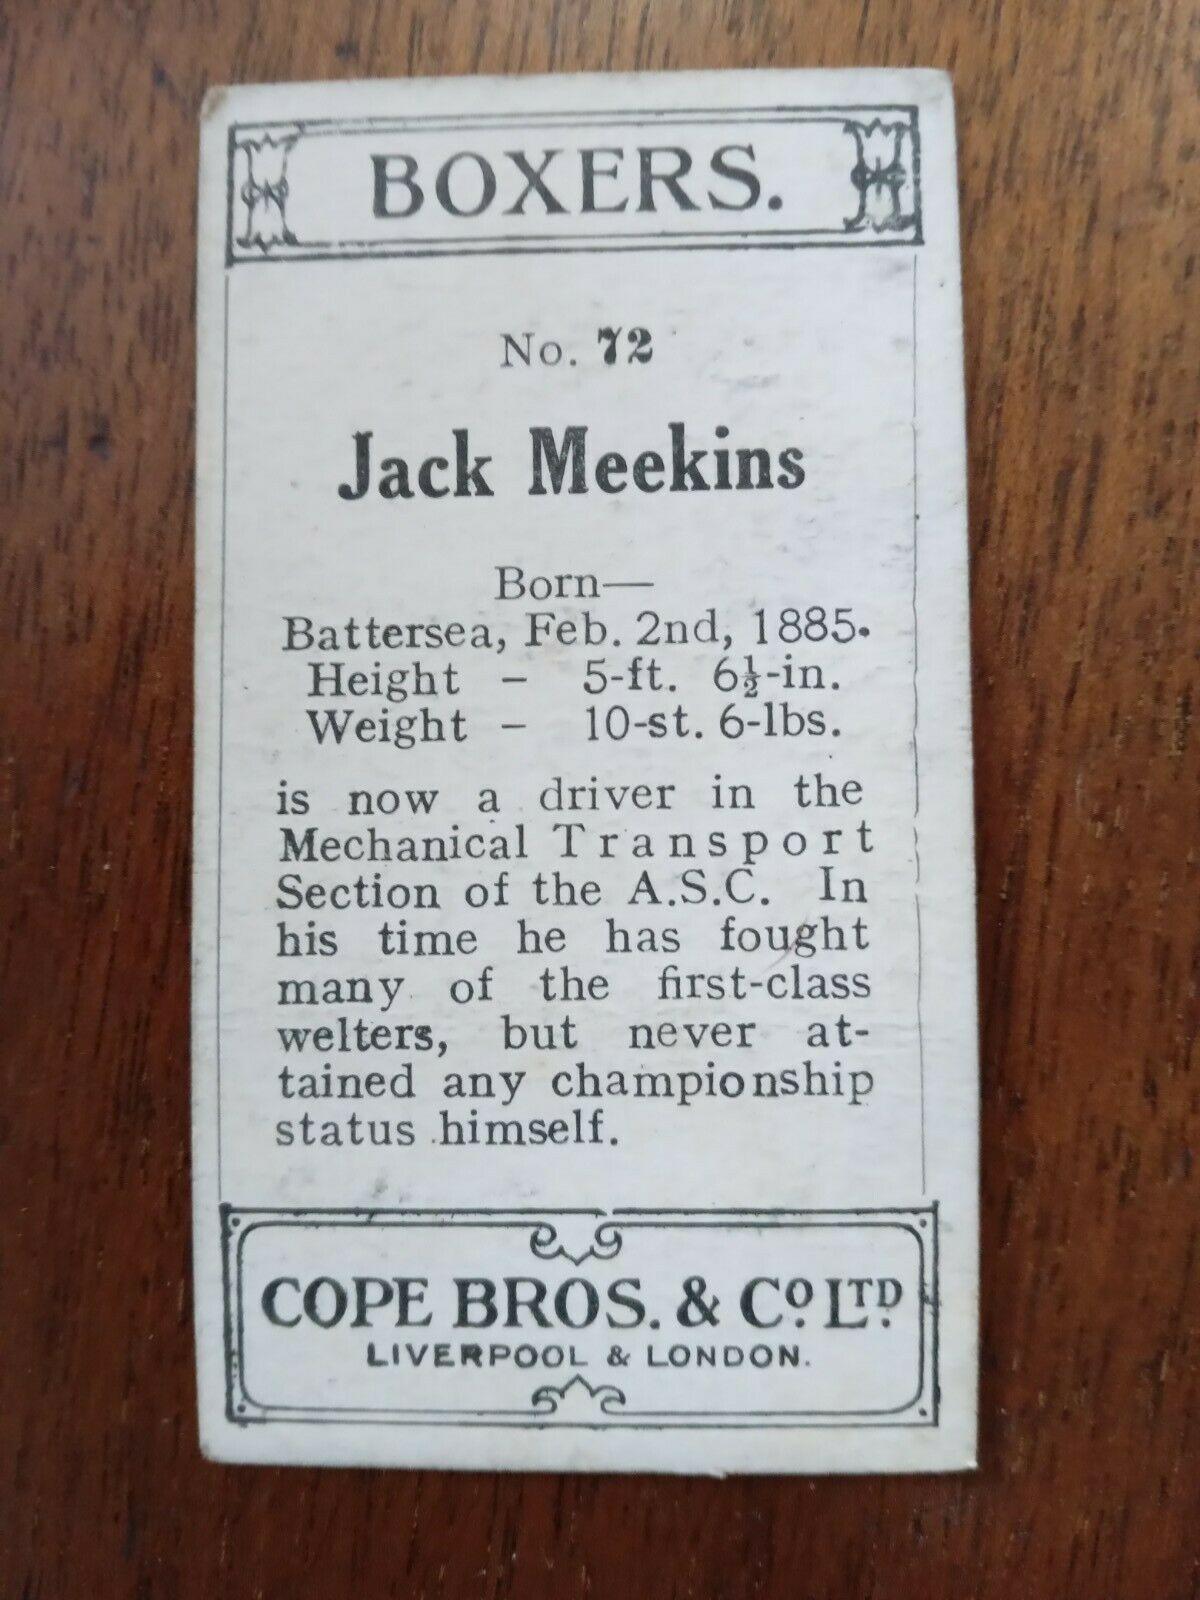 BOXERS.
No. 72
Jack Meekins
Born—
Battersea, Feb. 2nd, 1885.
Height – 5-ft. 6½-in.
Weight – 10-st. 6-lbs.
is now a driver in the
Mechanical Transport
Section of the A.S.C. In
his time he has fought
many of the first-class
welters, but never at-
tained any championship
status himself.
COPE BROS. & Co. LTD.
LIVERPOOL & LONDON.